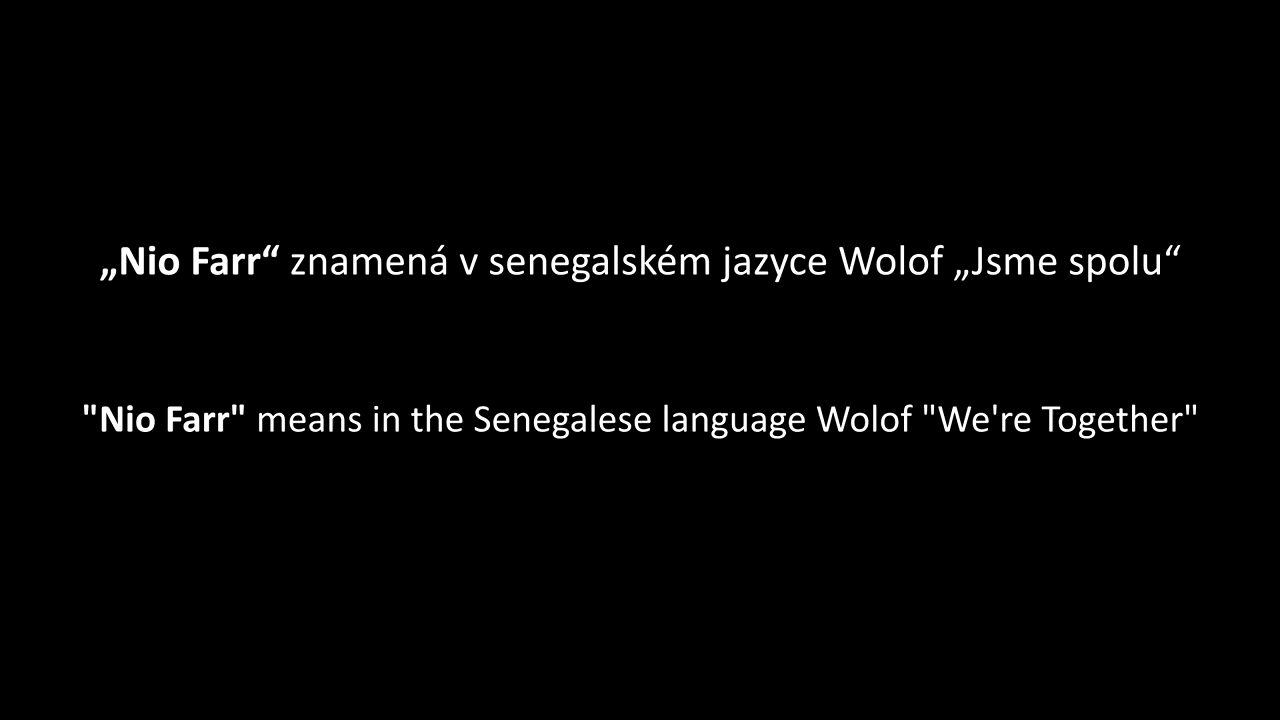 „Nio Farr“ znamená v senegalském jazyce Wolof „Jsme spolu“
"Nio Farr" means in the Senegalese language Wolof "We're Together"